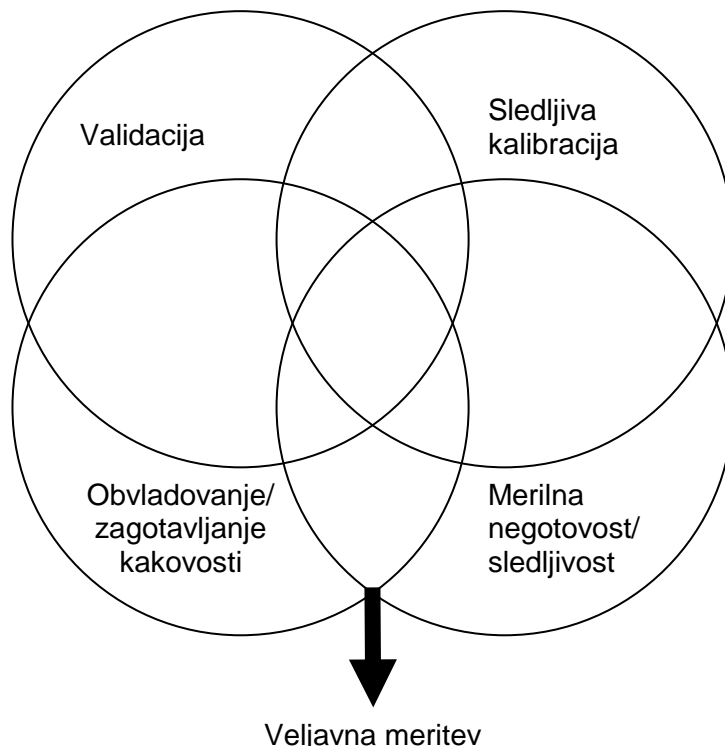 Validacija
Sledljiva
kalibracija
Obvladovanje/
zagotavljanje
kakovosti
Merilna
negotovost/
sledljivost
Veljavna meritev